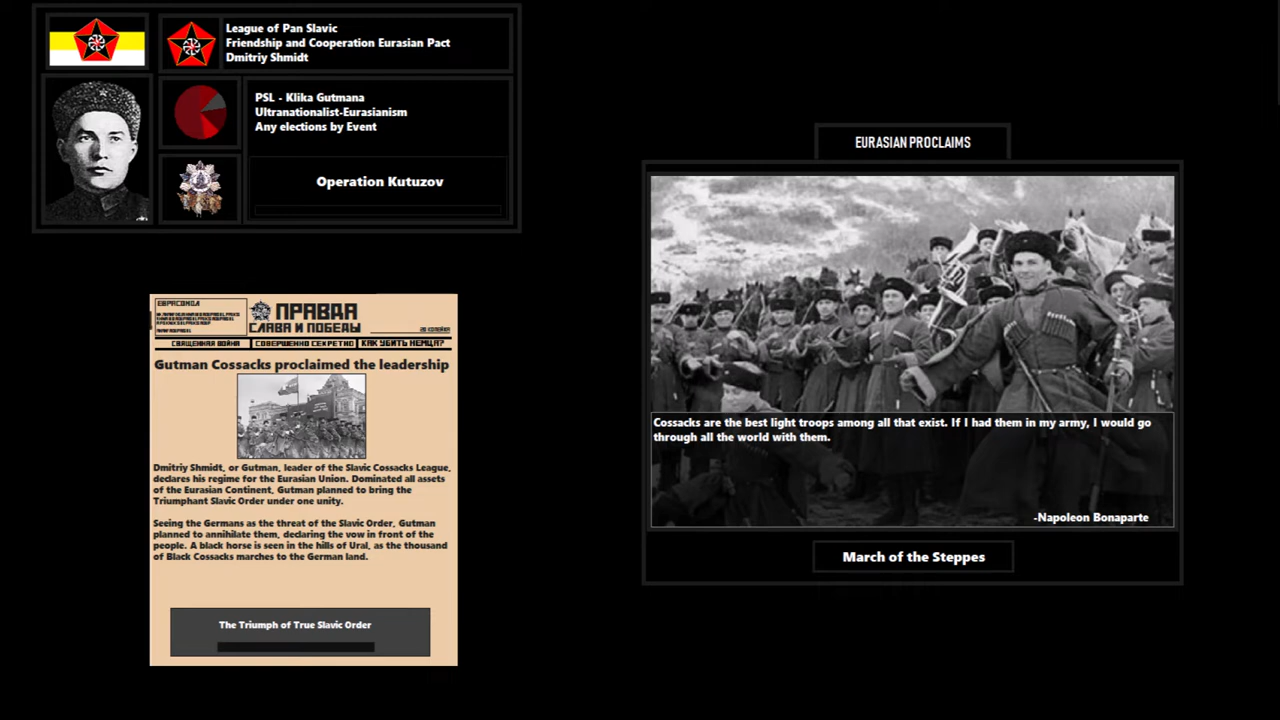 League of Pan Slavic
Friendship and Cooperation Eurasian Pact
Dmitriy Shmidt
PSL - Klika Gutmana
Ultranationalist-Eurasianism
Any elections by Event
Operation Kutuzov
ЕВРАСОМОЛ
ПРАВДА
СЛАВА И ПОБЕДЫ
20 КОПЕЙКА
СВЯЩЕННАЯ ВОЙНА
СОВЕРШЕННО СЕКРЕТНО
КАК УБИТЬ НЕМЦА?
Gutman Cossacks proclaimed the leadership
Dmitriy Shmidt, or Gutman, leader of the Slavic Cossacks League,
declares his regime for the Eurasian Union. Dominated all assets
of the Eurasian Continent, Gutman planned to bring the
Triumphant Slavic Order under one unity.
Seeing the Germans as the threat of the Slavic Order, Gutman
planned to annihilate them, declaring the vow in front of the
people. A black horse is seen in the hills of Ural, as the thousand
of Black Cossacks marches to the German land.
The Triumph of True Slavic Order
EURASIAN PROCLAIMS
Cossacks are the best light troops among all that exist. If I had them in my army, I would go
through all the world with them.
-Napoleon Bonaparte
March of the Steppes